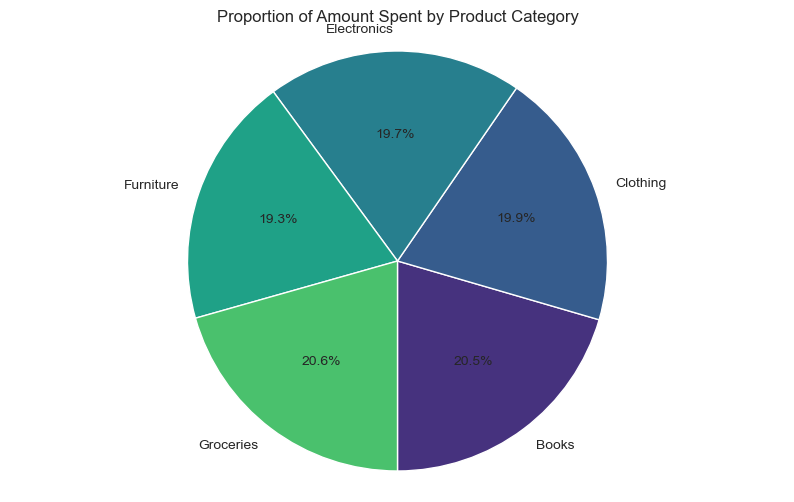 Proportion of Amount Spent by Product Category
Electronics
19.7%
Furniture
Clothing
19.3%
19.9%
20.6%
20.5%
Groceries
Books